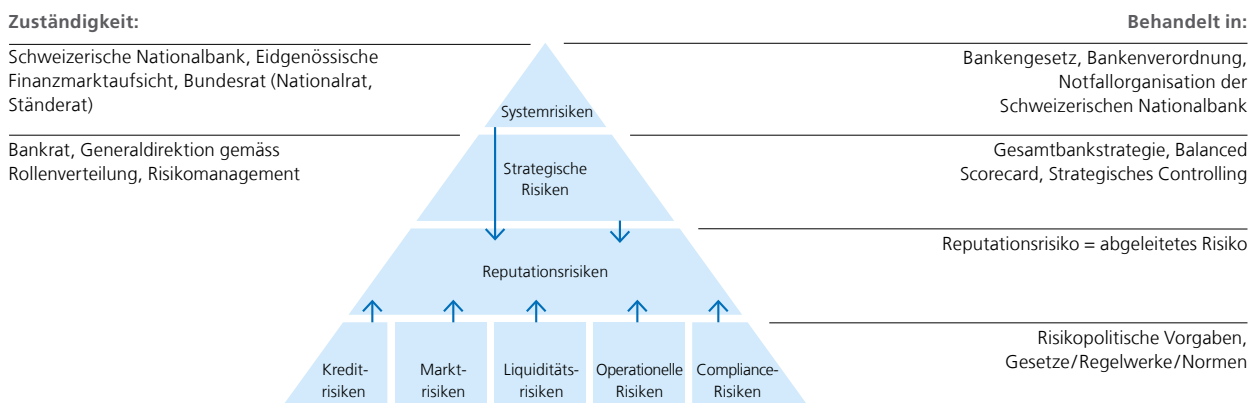 Zuständigkeit:
Behandelt in:
Schweizerische Nationalbank, Eidgenössische
Finanzmarktaufsicht, Bundesrat (Nationalrat,
Ständerat)
Systemrisiken
Bankengesetz, Bankenverordnung,
Notfallorganisation der
Schweizerischen Nationalbank
Bankrat, Generaldirektion gemäss
Rollenverteilung, Risikomanagement
Strategische
Risiken
Gesamtbankstrategie, Balanced
Scorecard, Strategisches Controlling
Reputationsrisiken
Reputationsrisiko = abgeleitetes Risiko
Kredit-
risiken
Markt-
risiken
Liquiditäts-
risiken
Operationelle
Risiken
Compliance-
Risiken
Risikopolitische Vorgaben,
Gesetze/Regelwerke/Normen